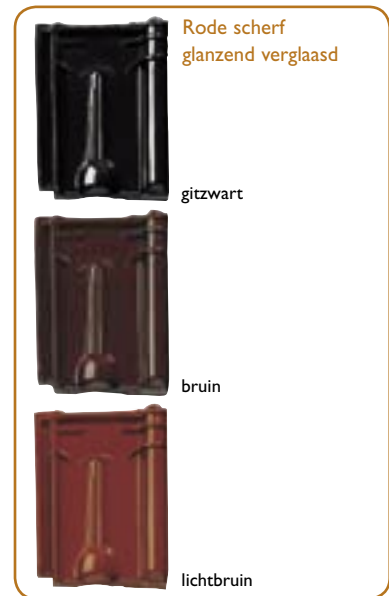 Rode scherf
glanzend verglaasd
gitzwart
bruin
lichtbruin